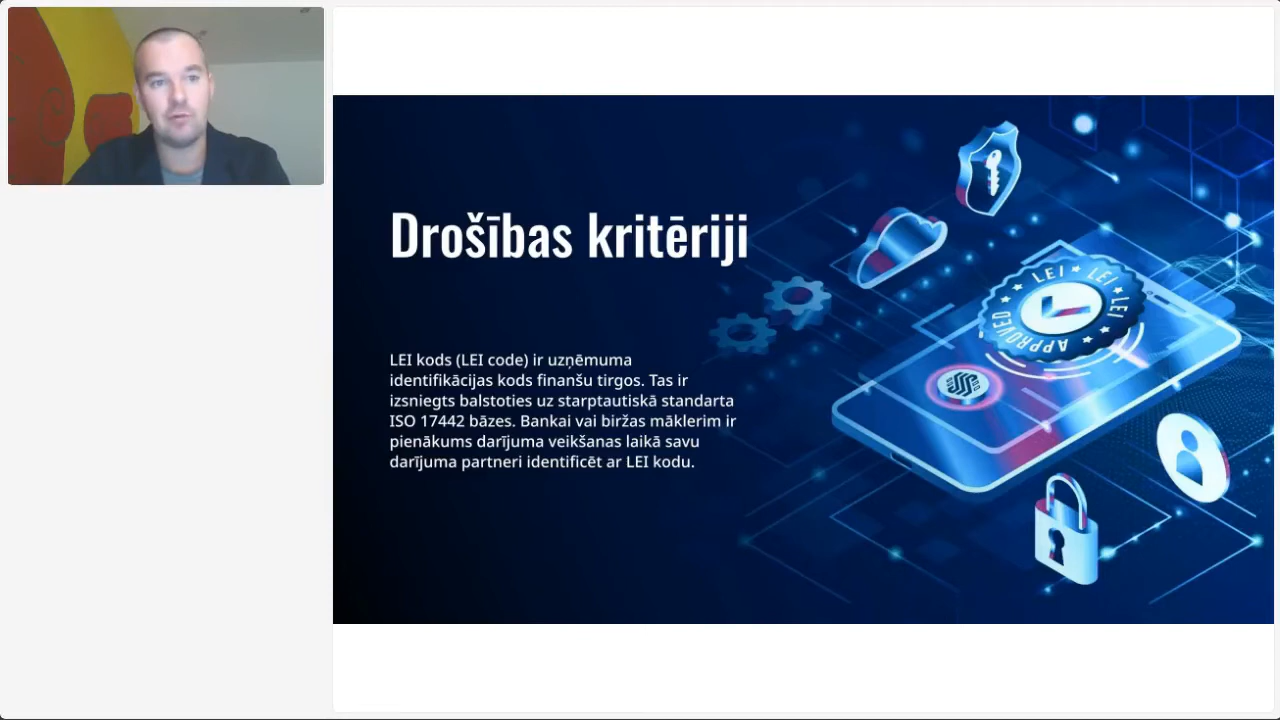 Drošības kritēriji
LEI kods (LEI code) ir uzņēmuma
identifikācijas kods finanšu tirgos. Tas ir
izsniegts balstoties uz starptautiskā standarta
ISO 17442 bāzes. Bankai vai biržas māklerim ir
pienākums darījuma veikšanas laikā savu
darījuma partneri identificēt ar LEI kodu.
LEI ★ LEI ★ LEI ★ APPROVED ★